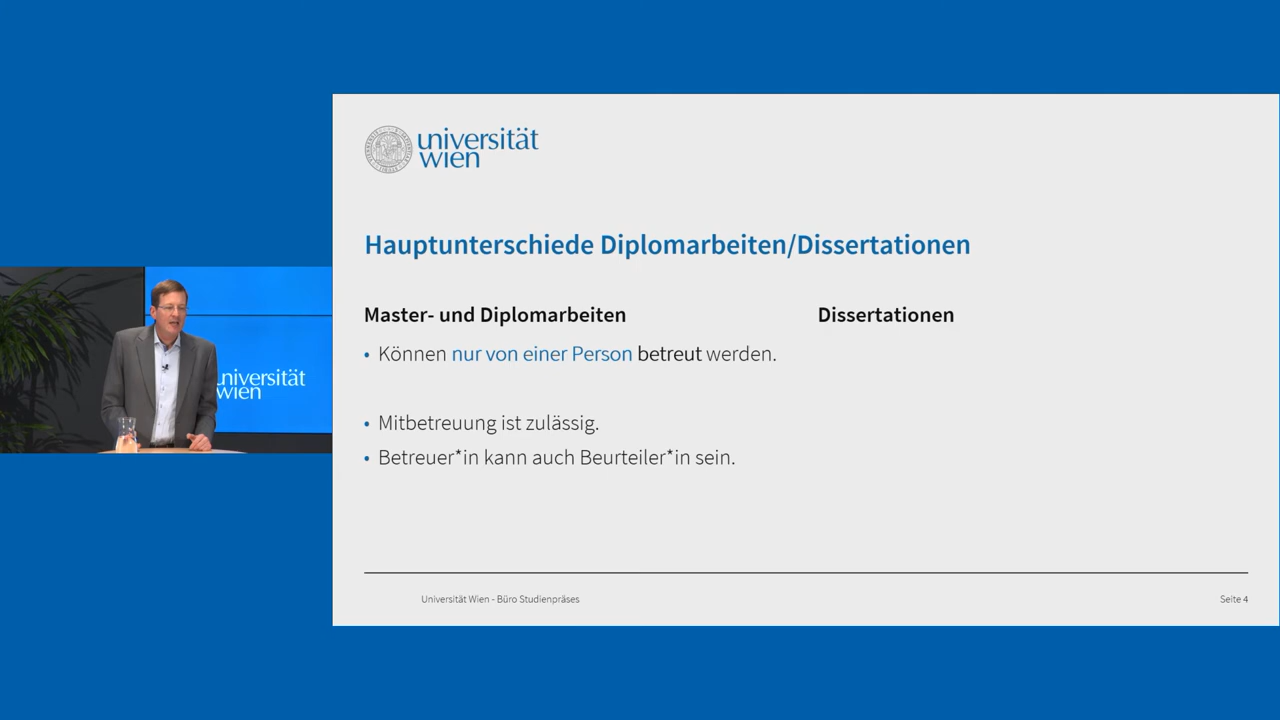 universität
wien
Hauptunterschiede Diplomarbeiten/Dissertationen
Master- und Diplomarbeiten
Dissertationen
• Können nur von einer Person betreut werden.
• Mitbetreuung ist zulässig.
• Betreuer*in kann auch Beurteiler*in sein.
universität
wien
Universität Wien - Büro Studienpräses
Seite 4